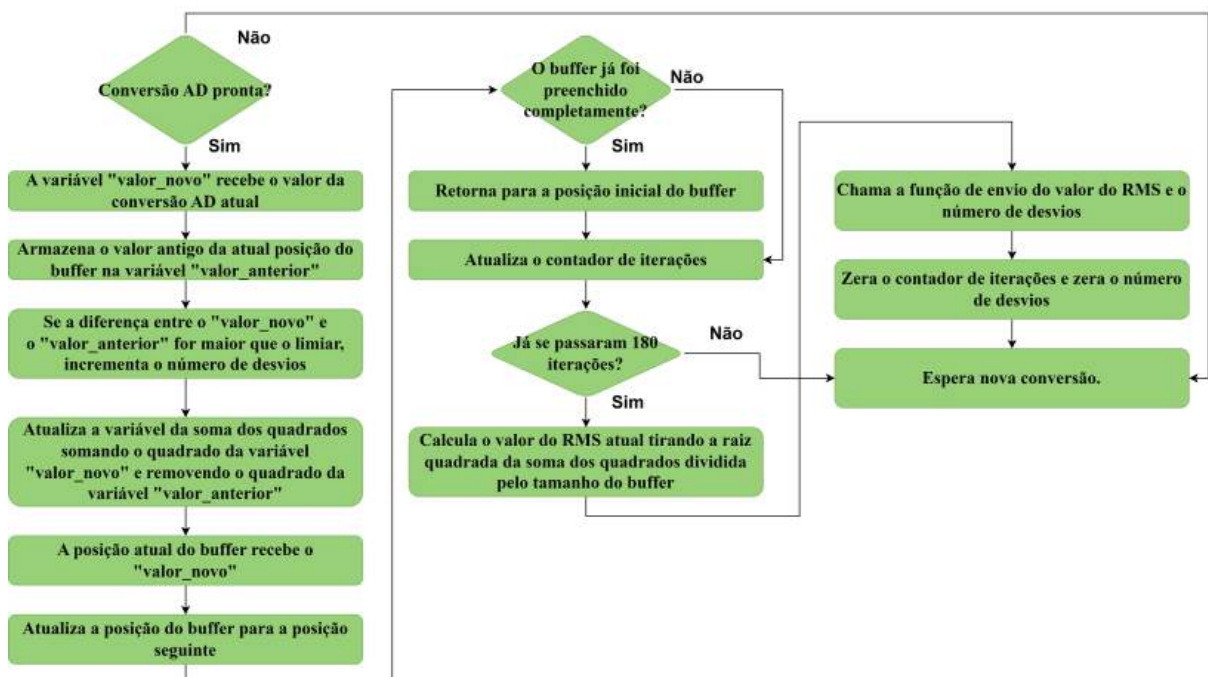 Não
Conversão AD pronta?
Sim
A variável "valor_novo" recebe o valor da
conversão AD atual
Armazena o valor antigo da atual posição do
buffer na variável "valor_anterior"
Se a diferença entre o "valor_novo" e
o "valor_anterior" for maior que o limiar,
incrementa o número de desvios
Atualiza a variável da soma dos quadrados
somando o quadrado da variável
"valor_novo" e removendo o quadrado da
variável "valor_anterior"
A posição atual do buffer recebe o
"valor_novo"
Atualiza a posição do buffer para a posição
seguinte
O buffer já foi
preenchido
completamente?
Não
Sim
Retorna para a posição inicial do buffer
Atualiza o contador de iterações
Já se passaram 180
iterações?
Não
Sim
Calcula o valor do RMS atual tirando a raiz
quadrada da soma dos quadrados dividida
pelo tamanho do buffer
Chama a função de envio do valor do RMS e o
número de desvios
Zera o contador de iterações e zera o número
de desvios
Espera nova conversão.